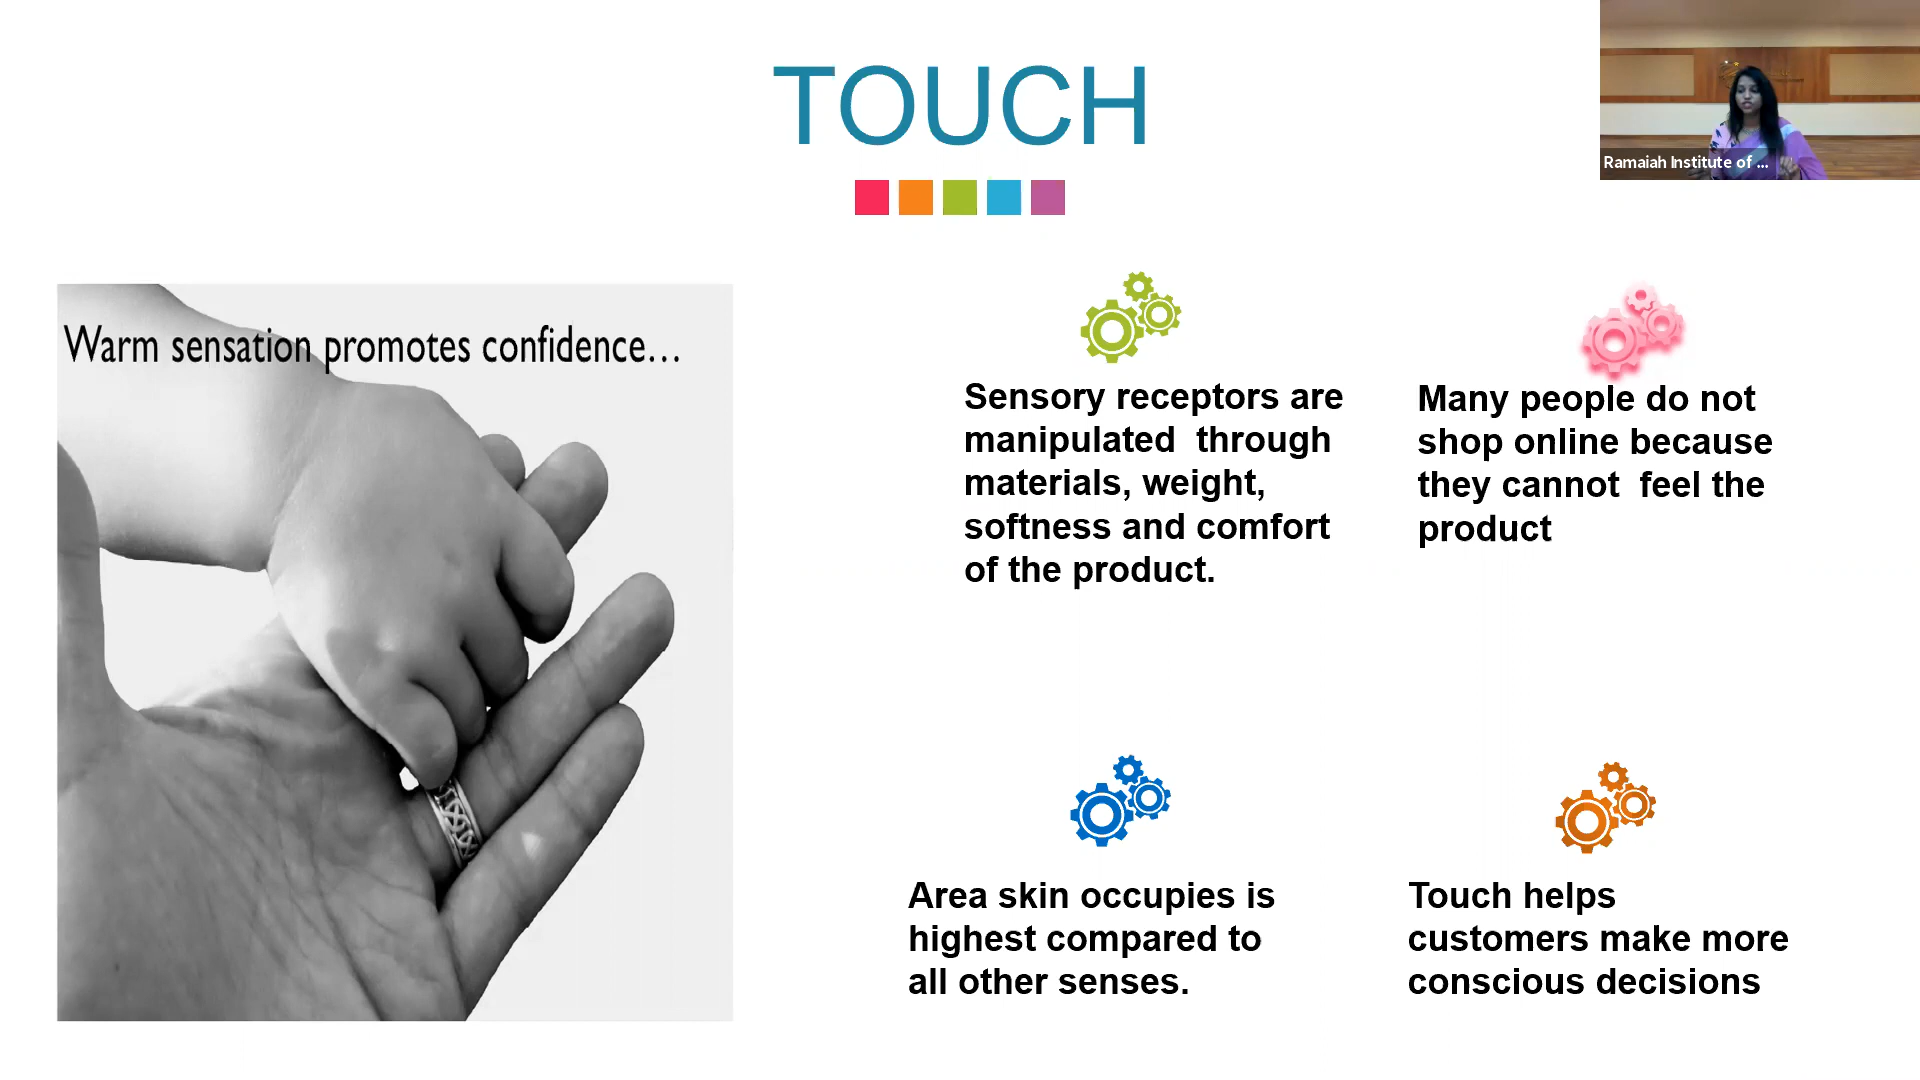 TOUCH
Ramaiah Institute of ...
Warm sensation promotes confidence...
Sensory receptors are
manipulated through
materials, weight,
softness and comfort
of the product.
Many people do not
shop online because
they cannot feel the
product
Area skin occupies is
highest compared to
all other senses.
Touch helps
customers make more
conscious decisions